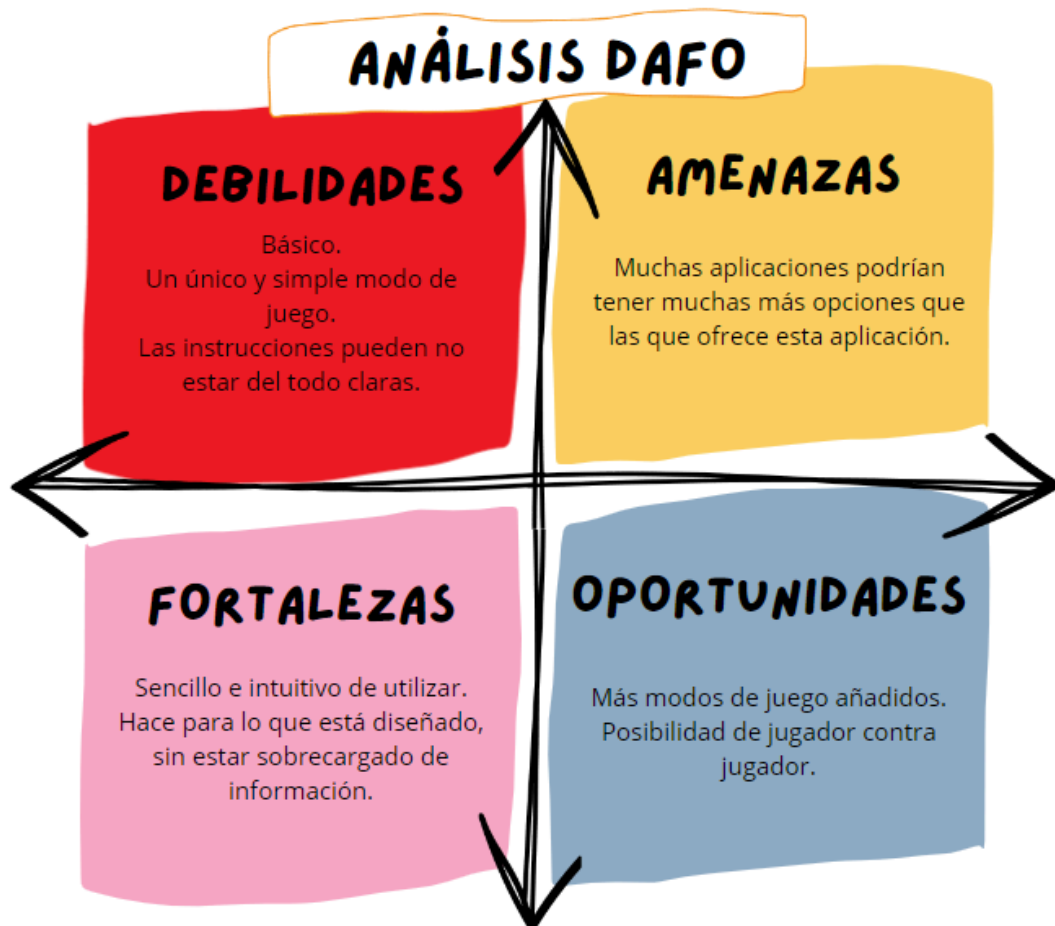 ANÁLISIS DAFO
DEBILIDADES
Básico.
Un único y simple modo de
juego.
Las instrucciones pueden no
estar del todo claras.
AMENAZAS
Muchas aplicaciones podrían
tener muchas más opciones que
las que ofrece esta aplicación.
FORTALEZAS
Sencillo e intuitivo de utilizar.
Hace para lo que está diseñado,
sin estar sobrecargado de
información.
OPORTUNIDADES
Más modos de juego añadidos.
Posibilidad de jugador contra
jugador.